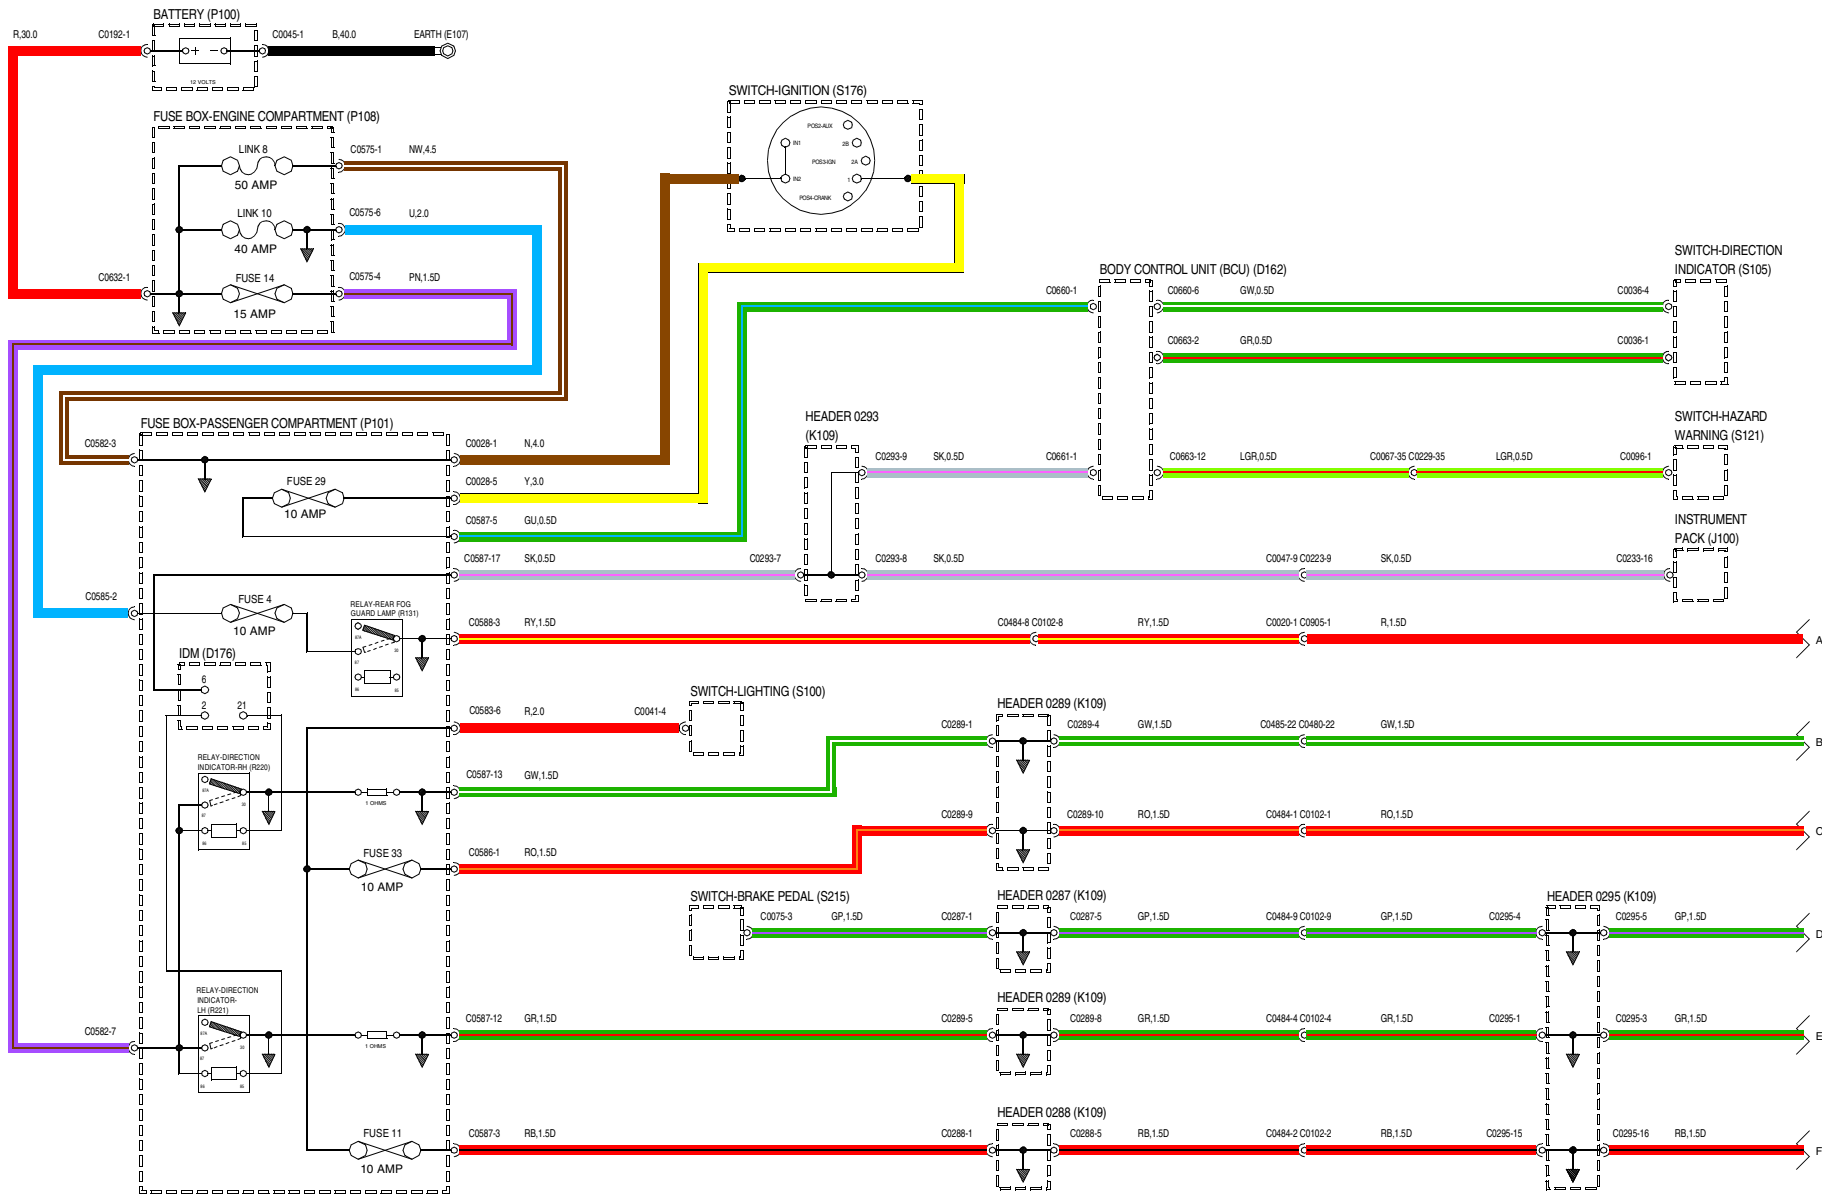 BATTERY (P100)
R,30.0
C0192-1
C0045-1
B,40.0
EARTH (E107)
+ −
12 VOLTS
FUSE BOX-ENGINE COMPARTMENT (P108)
LINK 8
50 AMP
C0575-1
NW,4.5
LINK 10
40 AMP
C0575-6
U,2.0
C0632-1
FUSE 14
15 AMP
C0575-4
PN,1.5D
SWITCH-IGNITION (S176)
POS2-AUX
IN1
2B
POS3-IGN
2A
IN2
1
POS4-CRANK
BODY CONTROL UNIT (BCU) (D162)
C0660-1
C0660-6
GW,0.5D
C0036-4
SWITCH-DIRECTION
INDICATOR (S105)
C0663-2
GR,0.5D
C0036-1
FUSE BOX-PASSENGER COMPARTMENT (P101)
C0582-3
C0028-1
N,4.0
FUSE 29
10 AMP
C0028-5
Y,3.0
C0587-5
GU,0.5D
HEADER 0293
(K109)
C0293-9
SK,0.5D
C0661-1
C0663-12
LGR,0.5D
C0067-35 C0229-35
LGR,0.5D
C0096-1
SWITCH-HAZARD
WARNING (S121)
C0587-17
SK,0.5D
C0293-7
C0293-8
SK,0.5D
C0047-9 C0223-9
SK,0.5D
C0233-16
INSTRUMENT
PACK (J100)
C0585-2
FUSE 4
10 AMP
RELAY-REAR FOG
GUARD LAMP (R131)
87A
30
87
86
85
C0588-3
RY,1.5D
C0484-8 C0102-8
RY,1.5D
C0020-1 C0905-1
R,1.5D
A
IDM (D176)
6
2
21
C0583-6
R,2.0
C0041-4
SWITCH-LIGHTING (S100)
RELAY-DIRECTION
INDICATOR-RH (R220)
87A
30
87
86
85
1 OHMS
C0587-13
GW,1.5D
C0289-1
HEADER 0289 (K109)
C0289-4
GW,1.5D
C0485-22 C0480-22
GW,1.5D
B
FUSE 33
10 AMP
C0586-1
RO,1.5D
C0289-9
C0289-10
RO,1.5D
C0484-1 C0102-1
RO,1.5D
C
SWITCH-BRAKE PEDAL (S215)
C0075-3
GP,1.5D
C0287-1
HEADER 0287 (K109)
C0287-5
GP,1.5D
C0484-9 C0102-9
GP,1.5D
C0295-4
HEADER 0295 (K109)
C0295-5
GP,1.5D
D
C0582-7
RELAY-DIRECTION
INDICATOR-
LH (R221)
87A
30
87
86
85
1 OHMS
C0587-12
GR,1.5D
C0289-5
HEADER 0289 (K109)
C0289-8
GR,1.5D
C0484-4 C0102-4
GR,1.5D
C0295-1
C0295-3
GR,1.5D
E
FUSE 11
10 AMP
C0587-3
RB,1.5D
C0288-1
HEADER 0288 (K109)
C0288-5
RB,1.5D
C0484-2 C0102-2
RB,1.5D
C0295-15
C0295-16
RB,1.5D
F